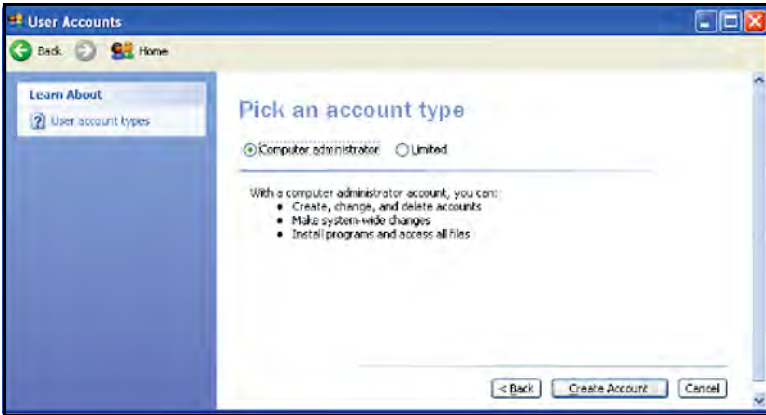 User Accounts
Back Home
Learn About
User account types
Pick an account type
Computer administrator Limited
With a computer administrator account, you can:
• Create, change, and delete accounts
• Make system-wide changes
• Install programs and access all files
< Back Create Account Cancel